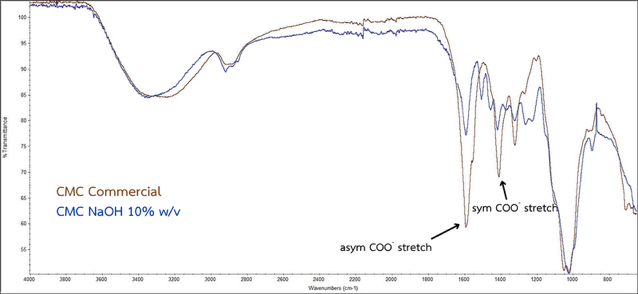 100
95
90
85
80
75
70
65
60
55
% Transmittance
CMC Commercial
CMC NaOH 10% w/v
sym COO⁻ stretch
asym COO⁻ stretch
4000 3800 3600 3400 3200 3000 2800 2600 2400 2200 2000 1800 1600 1400 1200 1000 800
Wavenumbers (cm-1)